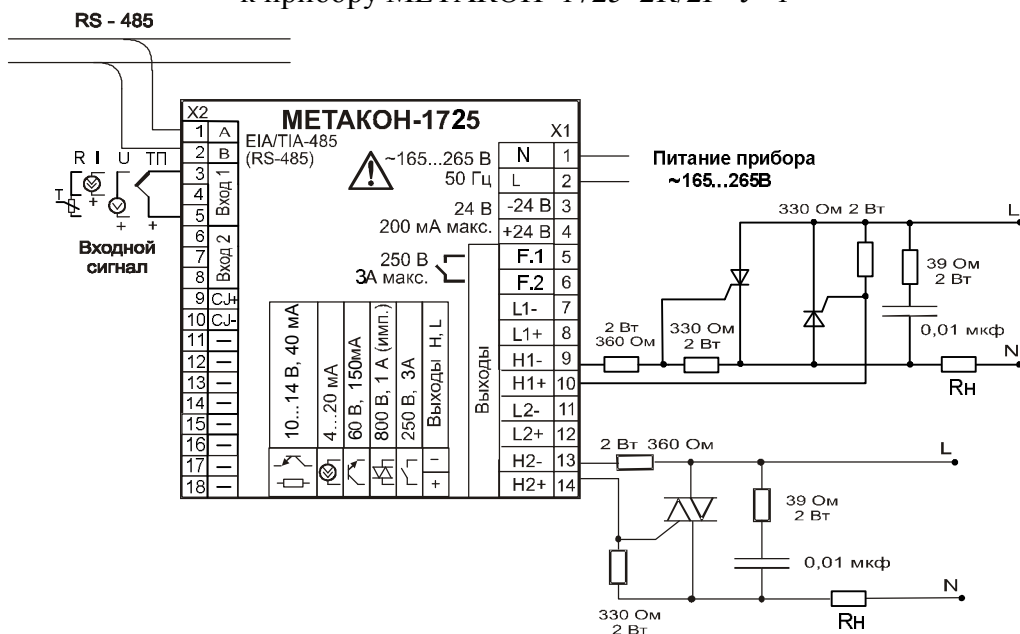 к прибору МЕТАКОН-1725-2R/2Р-У-1
RS - 485
МЕТАКОН-1725
X2
X1
1 A
2 B
EIA/TIA-485
(RS-485)
3
4
5
Вход 1
6
7
8
Вход 2
9 CJ+
10 CJ-
11 —
12 —
13 —
14 —
15 —
16 —
17 —
18 —
R I U ТП
T
+
+
+
Входной
сигнал
~165...265 В
50 Гц
24 В
200 мА макс.
250 В
3А макс.
N 1
L 2
-24 В 3
+24 В 4
F.1 5
F.2 6
L1- 7
L1+ 8
H1- 9
H1+ 10
L2- 11
L2+ 12
H2- 13
H2+ 14
Выходы
10...14 В, 40 мА
4...20 мА
60 В, 150мА
800 В, 1 А (имп.)
250 В, 3А
Выходы H, L
−
+
Питание прибора
~165...265В
330 Ом 2 Вт
L
39 Ом
2 Вт
2 Вт
360 Ом
330 Ом
2 Вт
0,01 мкф
N
Rн
2 Вт 360 Ом
L
39 Ом
2 Вт
0,01 мкф
N
330 Ом
2 Вт
Rн